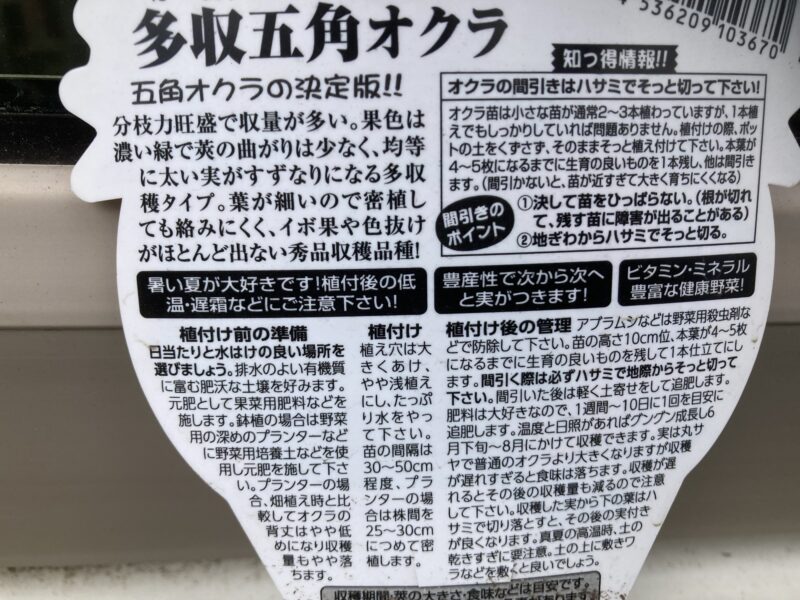 多収五角オクラ
4 536209 103670
五角オクラの決定版!!
分枝力旺盛で収量が多い。果色は
濃い緑で莢の曲がりは少なく、均等
に太い実がすずなりになる多収
穫タイプ。葉が細いので密植し
ても絡みにくく、イボ果や色抜け
がほとんど出ない秀品収穫品種!
知っ得情報!!
オクラの間引きはハサミでそっと切って下さい!
オクラ苗は小さな苗が通常2~3本植わっていますが、1本植
えでもしっかりしていれば問題ありません。植付けの際、ポッ
トの土をくずさず、そのままそっと植え付けて下さい。本葉が
4~5枚になるまでに生育の良いものを1本残し、他は間引き
ます。(間引かないと、苗が近すぎて大きく育ちにくくなる)
間引きの
ポイント
①決して苗をひっぱらない。(根が切れ
て、残す苗に障害が出ることがある)
②地ぎわからハサミでそっと切る。
暑い夏が大好きです!植付後の低
温・遅霜などにご注意下さい!
豊産性で次から次へ
と実がつきます!
ビタミン・ミネラル
豊富な健康野菜!
植付け前の準備
日当たりと水はけの良い場所を
選びましょう。排水のよい有機質
に富む肥沃な土壌を好みます。
元肥として果菜用肥料などを
施します。鉢植の場合は野菜
用の深めのプランターなど
に野菜用培養土などを使
用し元肥を施して下さ
い。プランターの場
合、畑植え時と比
較してオクラの
背丈はやや低
めになり収穫
量もやや落
ちます。
植付け
植え穴は大
きくあけ、
やや浅植え
にし、たっぷ
り水をやっ
て下さい。
苗の間隔は
30~50cm
程度、プラ
ンターの場
合は株間を
25~30cm
につめて密
植します。
植付け後の管理 アブラムシなどは野菜用殺虫剤な
どで防除して下さい。苗の高さ10cm位、本葉が4~5枚
になるまでに生育の良いものを残して1本仕立てにし
ます。間引く際は必ずハサミで地際からそっと切って
下さい。間引いた後は軽く土寄せをして追肥します。
肥料は大好きなので、1週間~10日に1回を目安に
追肥します。温度と日照があればグングン成長し6
月下旬~8月にかけて収穫できます。実は丸サ
ヤで普通のオクラより大きくなりますが収穫
が遅れすぎると食味は落ちます。収穫が遅
れるとその後の収穫量も減るので注意
して下さい。収穫した実から下の葉はハ
サミで切り落とすと、その後の実付き
が良くなります。真夏の高温時、土の
乾きすぎに要注意。土の上に敷きワ
ラなどを敷くと良いでしょう。
収穫期間・莢の大きさ・食味などは目安です。